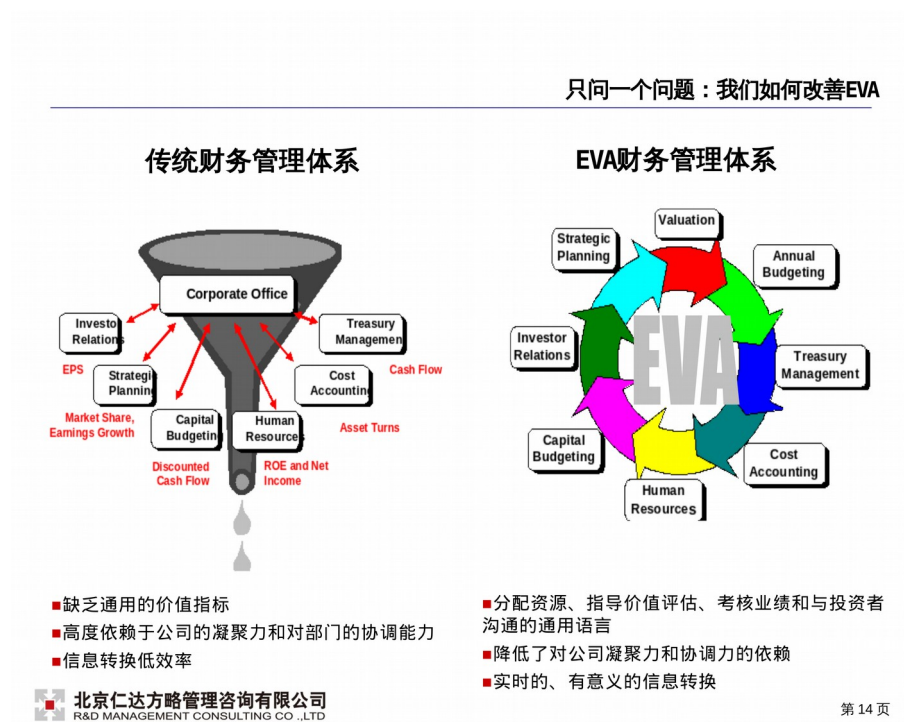 只问一个问题：我们如何改善EVA
传统财务管理体系
Corporate Office
Investo
Relations
EPS
Strategi
Planning
Market Share,
Earnings Growth
Capital
Budgetin
Discounted
Cash Flow
Human
Resources
ROE and Net
Income
Cost
Accounting
Asset Turns
Treasury
Managemen
Cash Flow
■缺乏通用的价值指标
■高度依赖于公司的凝聚力和对部门的协调能力
■信息转换低效率
EVA财务管理体系
Valuation
Strategic
Planning
Annual
Budgeting
Investor
Relations
EVA
Treasury
Management
Capital
Budgeting
Cost
Accounting
Human
Resources
■分配资源、指导价值评估、考核业绩和与投资者
沟通的通用语言
■降低了对公司凝聚力和协调力的依赖
■实时的、有意义的信息转换
北京仁达方略管理咨询有限公司
R&D MANAGEMENT CONSULTING CO .,LTD
第 14 页